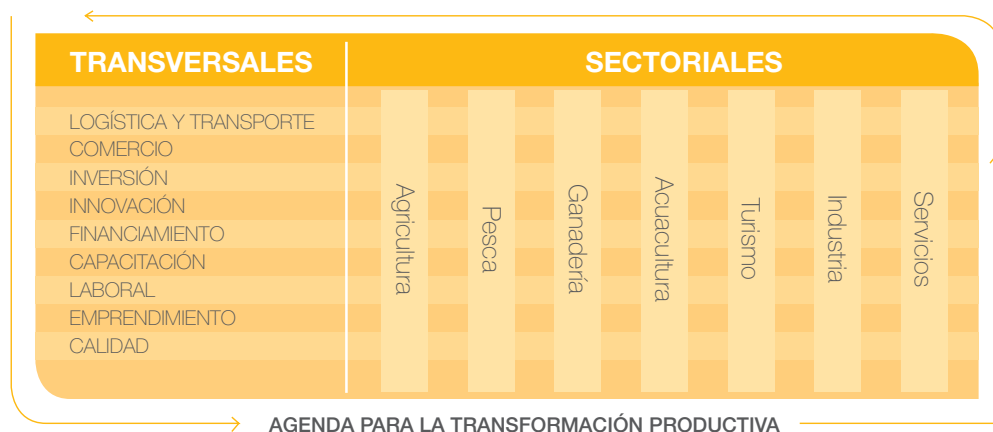 TRANSVERSALES
SECTORIALES
LOGÍSTICA Y TRANSPORTE
COMERCIO
INVERSIÓN
INNOVACIÓN
FINANCIAMIENTO
CAPACITACIÓN
LABORAL
EMPRENDIMIENTO
CALIDAD
Agricultura
Pesca
Ganadería
Acuacultura
Turismo
Industria
Servicios
AGENDA PARA LA TRANSFORMACIÓN PRODUCTIVA